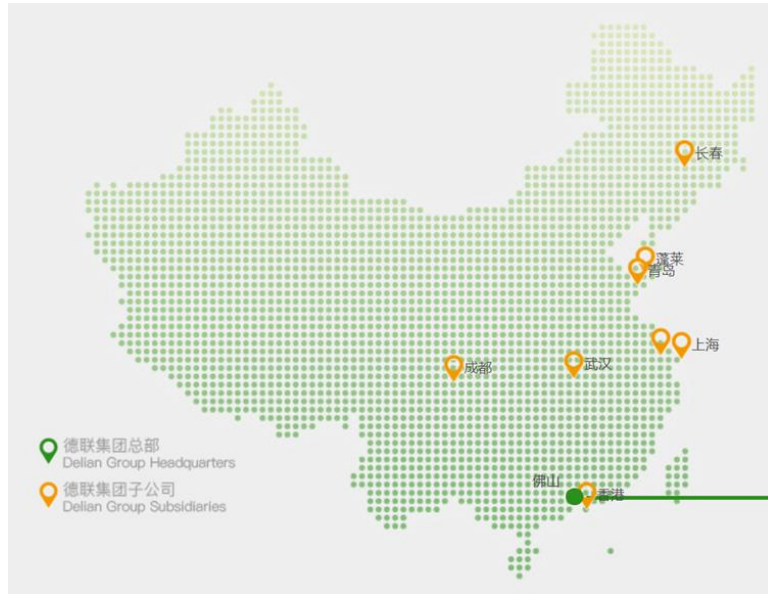 长春
蓬莱
青岛
上海
武汉
成都
德联集团总部
Delian Group Headquarters
佛山
德联集团子公司
香港
Delian Group Subsidiaries